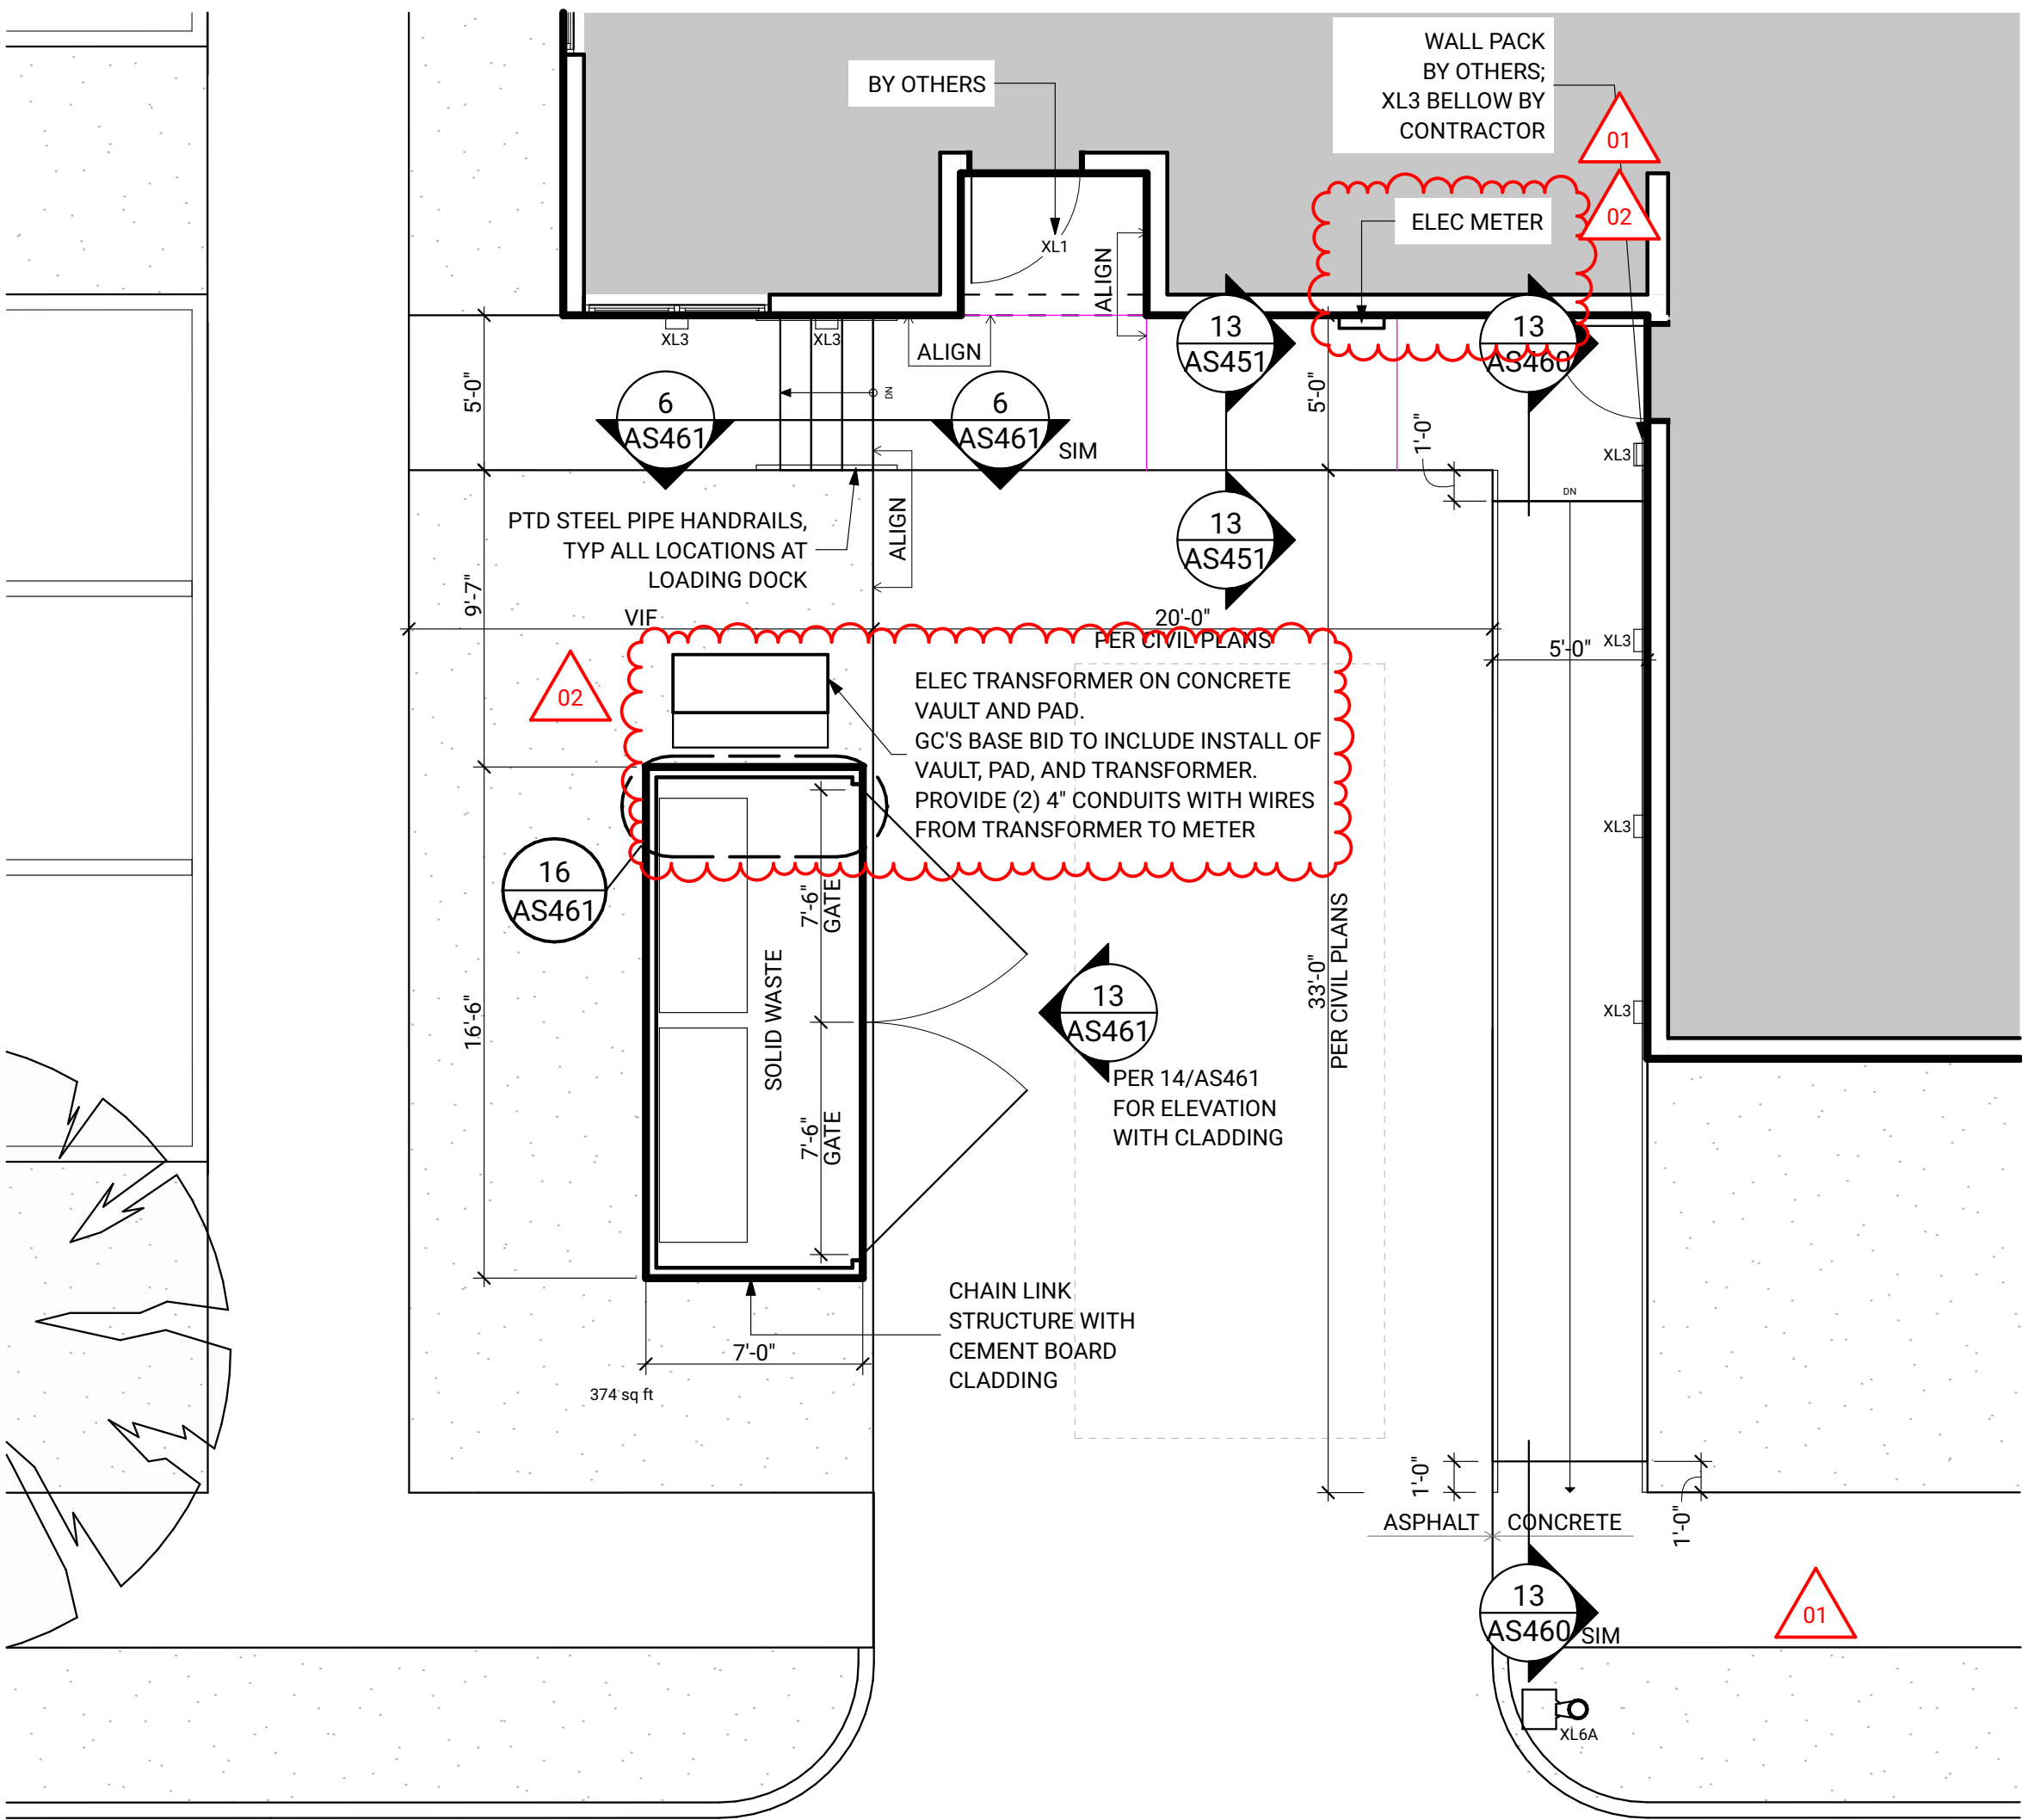 WALL PACK
BY OTHERS;
XL3 BELLOW BY
CONTRACTOR
BY OTHERS
01
02
ELEC METER
XL1
ALIGN
XL3
XL3
ALIGN
13
AS451
13
AS460
5'-0"
5'-0"
DN
6
AS461
6
AS461
SIM
1'-0"
XL3
DN
PTD STEEL PIPE HANDRAILS,
TYP ALL LOCATIONS AT
LOADING DOCK
ALIGN
13
AS451
9'-7"
VIF
20'-0"
PER CIVIL PLANS
5'-0"
XL3
02
ELEC TRANSFORMER ON CONCRETE
VAULT AND PAD.
GC'S BASE BID TO INCLUDE INSTALL OF
VAULT, PAD, AND TRANSFORMER.
PROVIDE (2) 4" CONDUITS WITH WIRES
FROM TRANSFORMER TO METER
XL3
16
AS461
7'-6"
GATE
SOLID WASTE
16'-6"
33'-0"
PER CIVIL PLANS
13
AS461
XL3
PER 14/AS461
FOR ELEVATION
WITH CLADDING
7'-6"
GATE
CHAIN LINK
STRUCTURE WITH
CEMENT BOARD
CLADDING
7'-0"
374 sq ft
1'-0"
1'-0"
ASPHALT
CONCRETE
13
AS460
SIM
01
XL6A